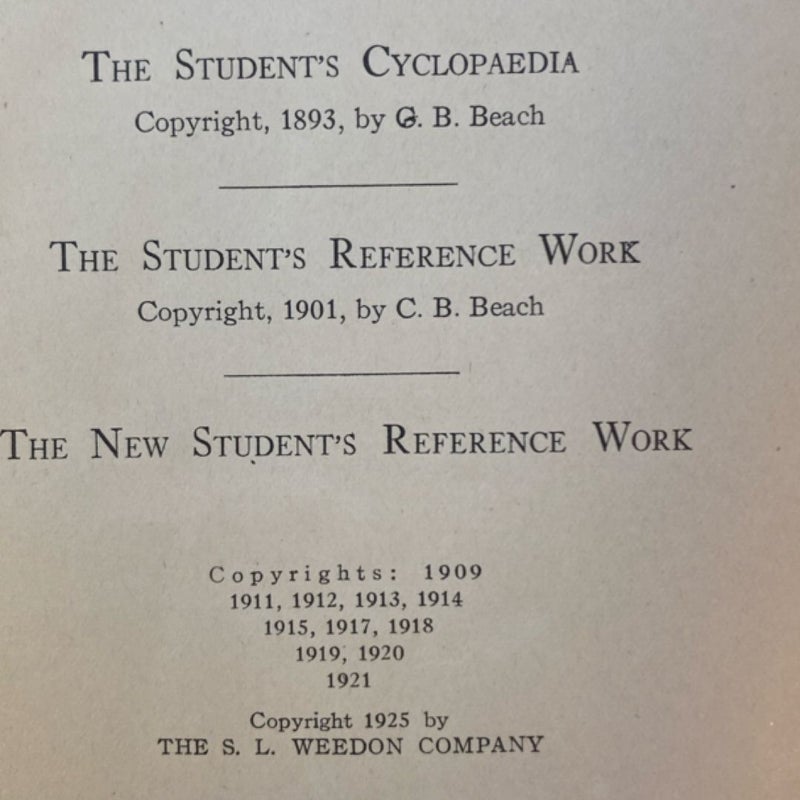 The Student's Cyclopaedia
Copyright, 1893, by C. B. Beach
The Student's Reference Work
Copyright, 1901, by C. B. Beach
The New Student's Reference Work
Copyrights: 1909
1911, 1912, 1913, 1914
1915, 1917, 1918
1919, 1920
1921
Copyright 1925 by
THE S. L. WEEDON COMPANY